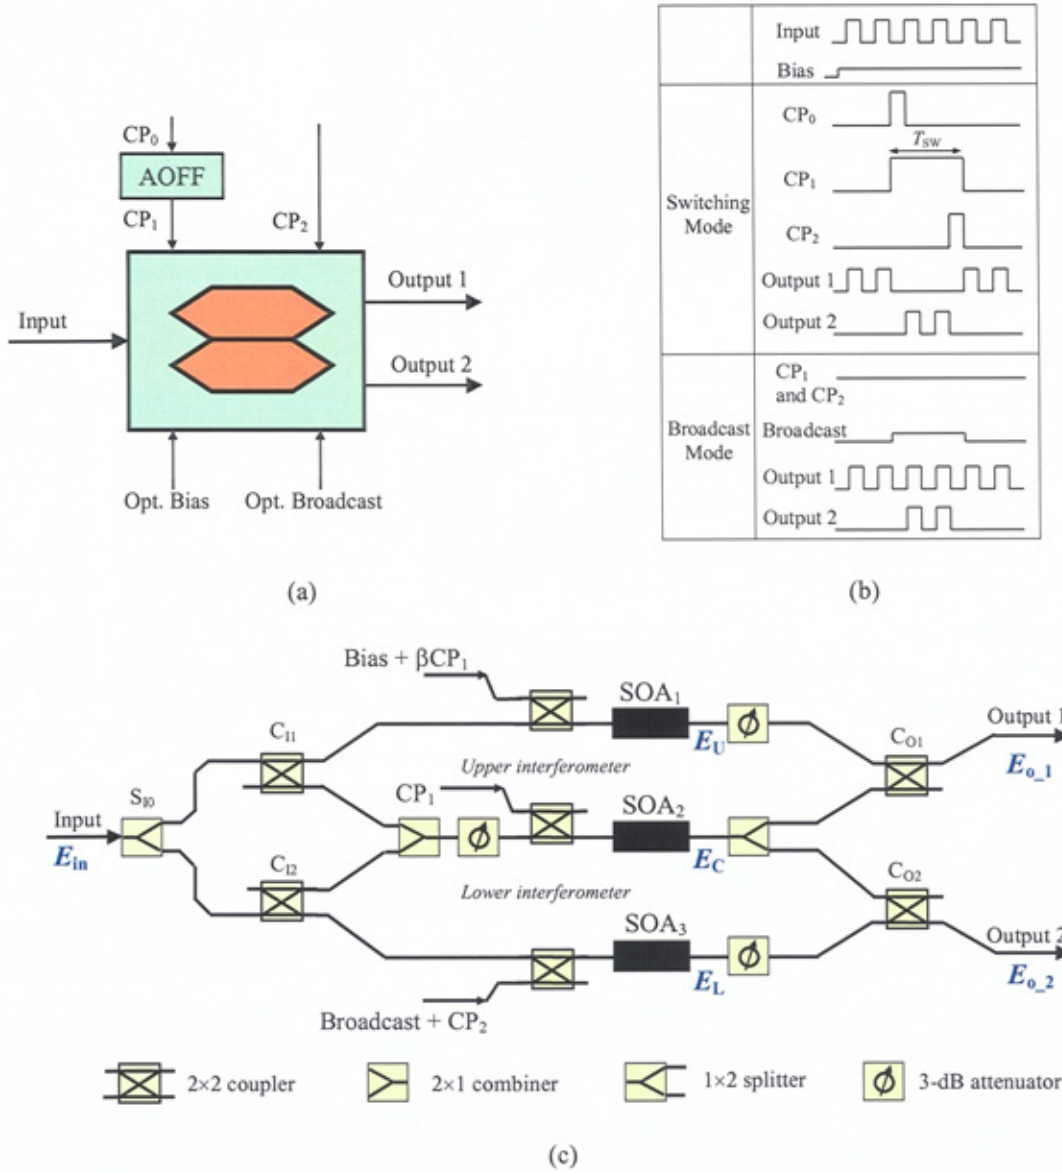 CP₀
AOFF
CP₁
CP₂
Input
Output 1
Output 2
Opt. Bias
Opt. Broadcast
(a)
Input
Bias
Switching
Mode
CP₀
T_SW
CP₁
CP₂
Output 1
Output 2
Broadcast
Mode
CP₁
and CP₂
Broadcast
Output 1
Output 2
(b)
Bias + βCP₁
SOA₁
Output 1
C_I1
E_U
C_O1
E_o_1
Upper interferometer
S_I0
CP₁
SOA₂
Input
E_in
E_C
C_I2
Lower interferometer
C_O2
SOA₃
Output 2
E_L
E_o_2
Broadcast + CP₂
2×2 coupler
2×1 combiner
1×2 splitter
3-dB attenuator
(c)